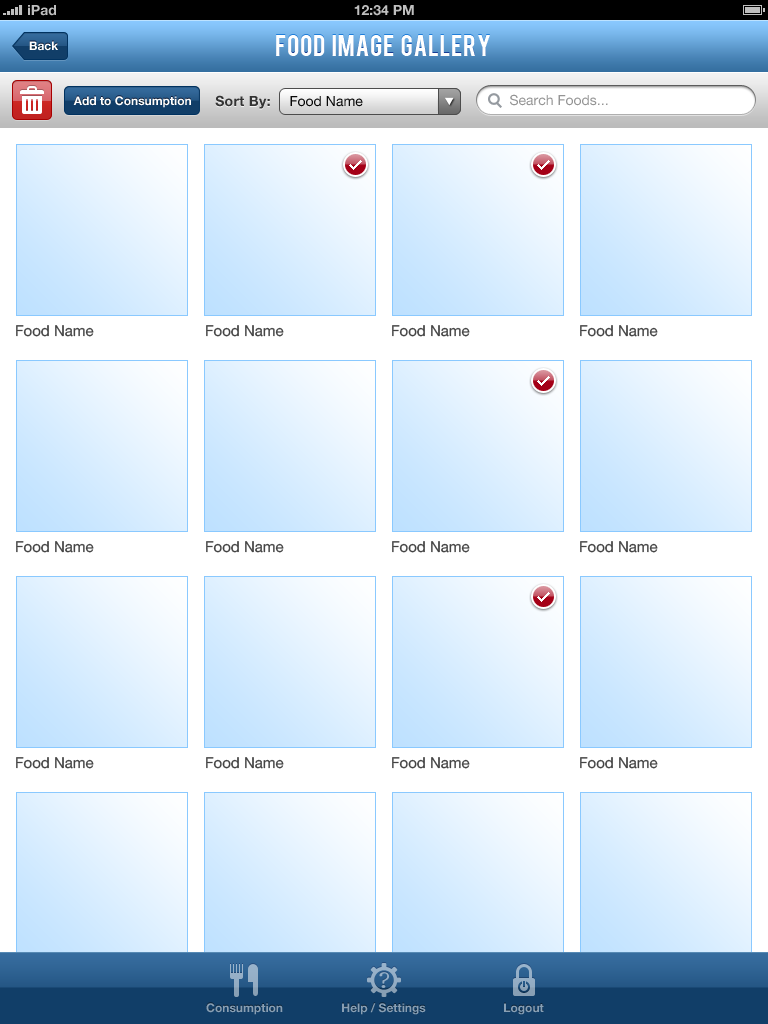 iPad 12:34 PM
Back FOOD IMAGE GALLERY
Add to Consumption Sort By: Food Name Search Foods...
Food Name Food Name Food Name Food Name
Food Name Food Name Food Name Food Name
Food Name Food Name Food Name Food Name
Consumption Help / Settings Logout